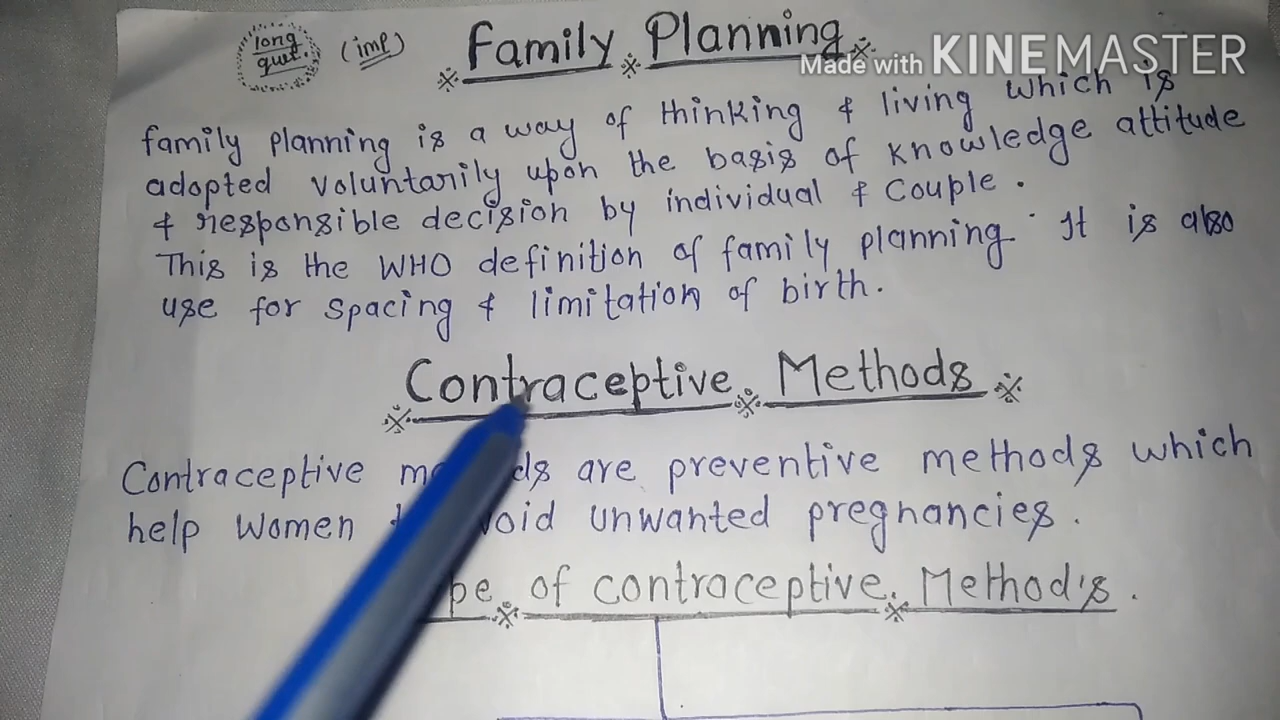 long quet. (imp) Family Planning
Made with KINEMASTER
family planning is a way of thinking & living which is
adopted voluntarily upon the basis of knowledge attitude
& responsible decision by individual & Couple.
This is the WHO definition of family planning. It is also
use for spacing & limitation of birth.
Contraceptive Methods
Contraceptive are preventive methods which
help women unwanted pregnancies.
of contraceptive Method's.